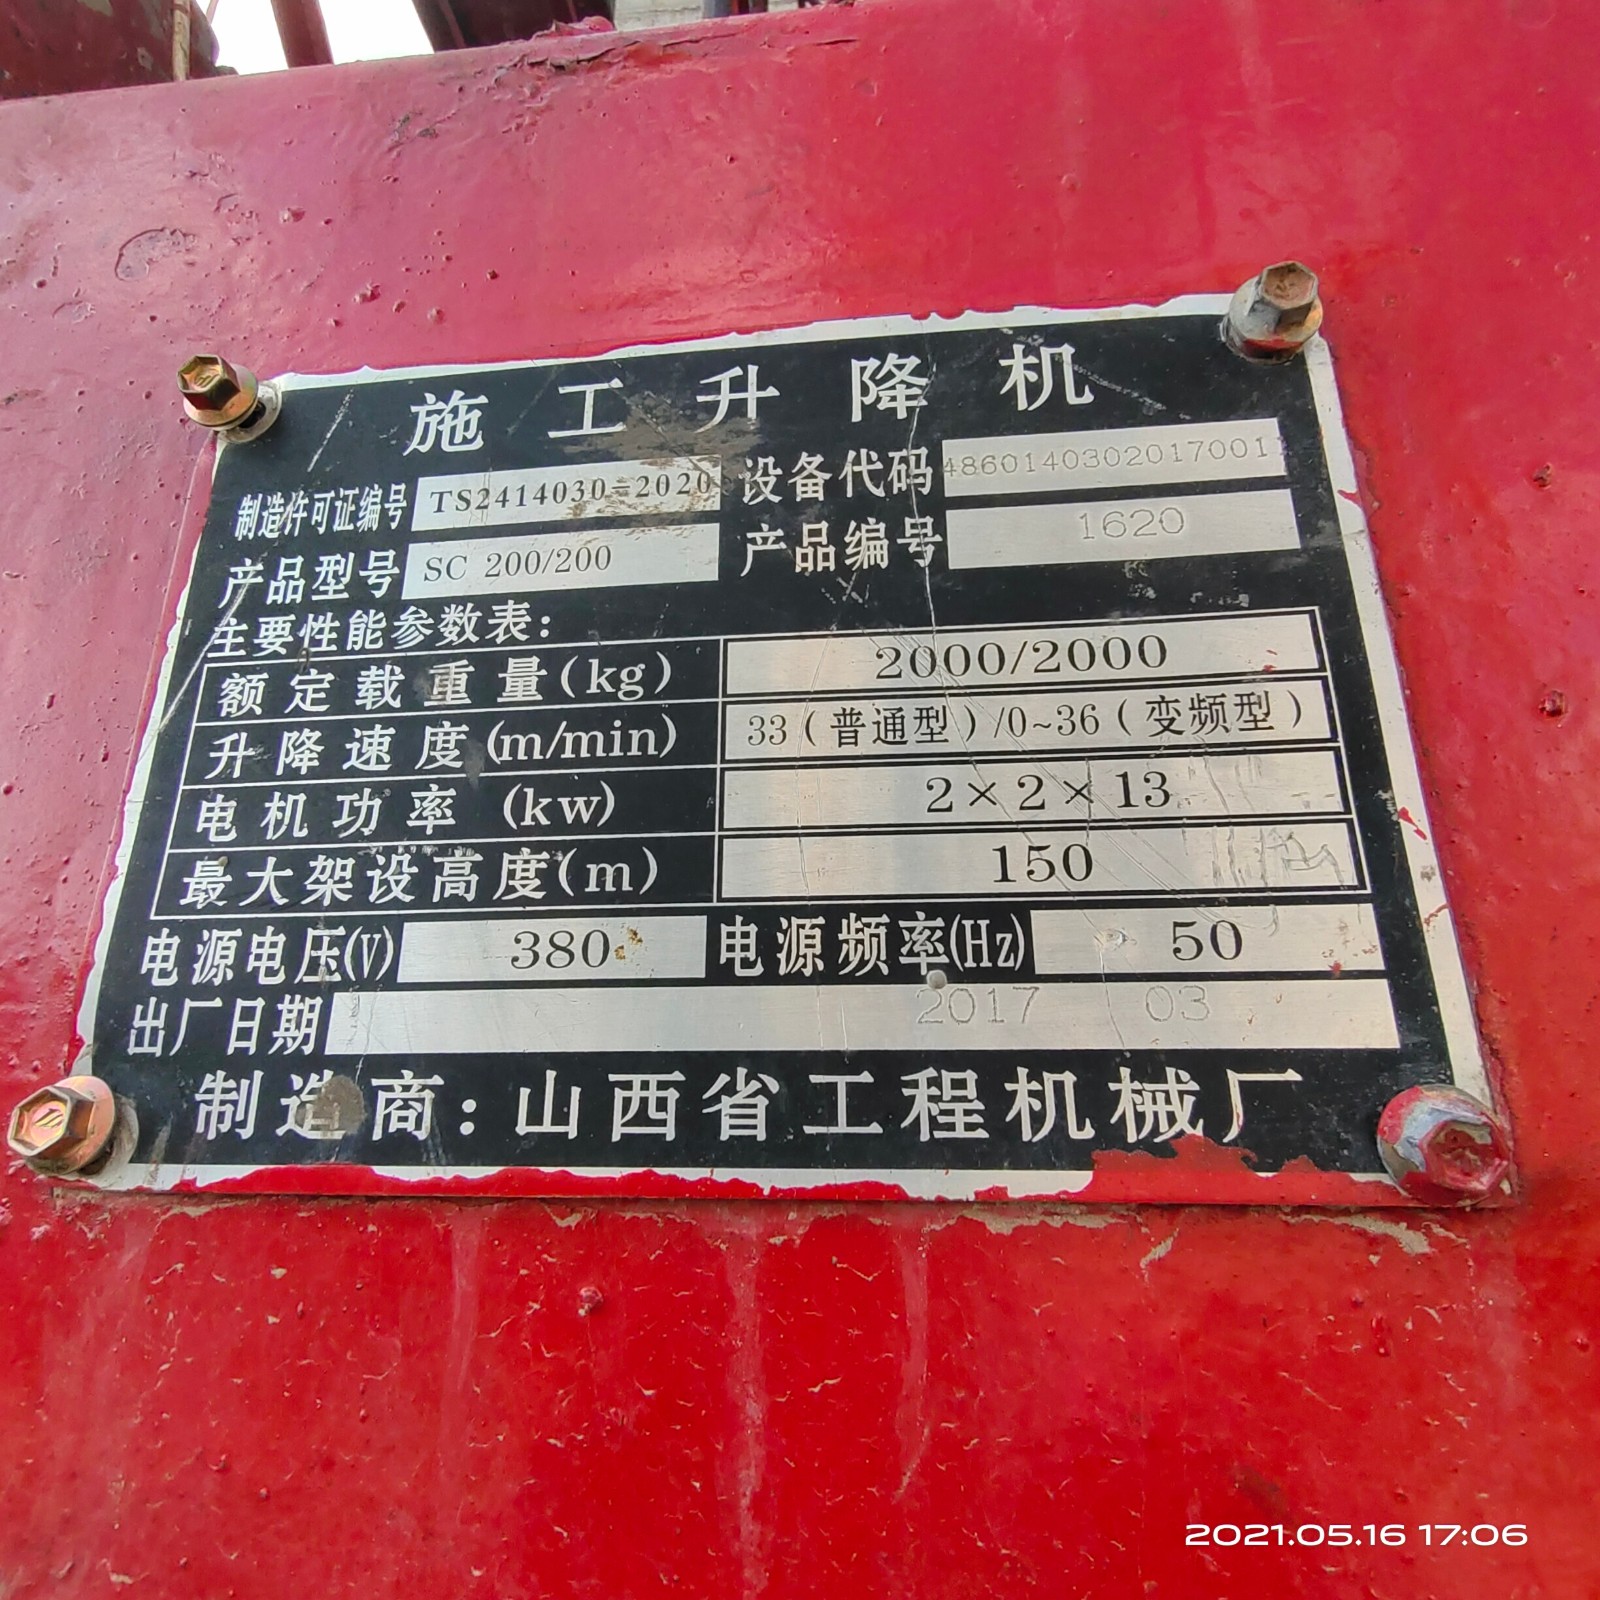 施工升降机
制造许可证编号 TS2414030-2020 设备代码 4860140302017001
产品型号 SC 200/200 产品编号 1620
主要性能参数表:
额定载重量(kg) 2000/2000
升降速度(m/min) 33(普通型)/0~36(变频型)
电机功率 (kw) 2×2×13
最大架设高度(m) 150
电源电压(V) 380 电源频率(Hz) 50
出厂日期 2017 03
制造商:山西省工程机械厂
2021.05.16 17:06